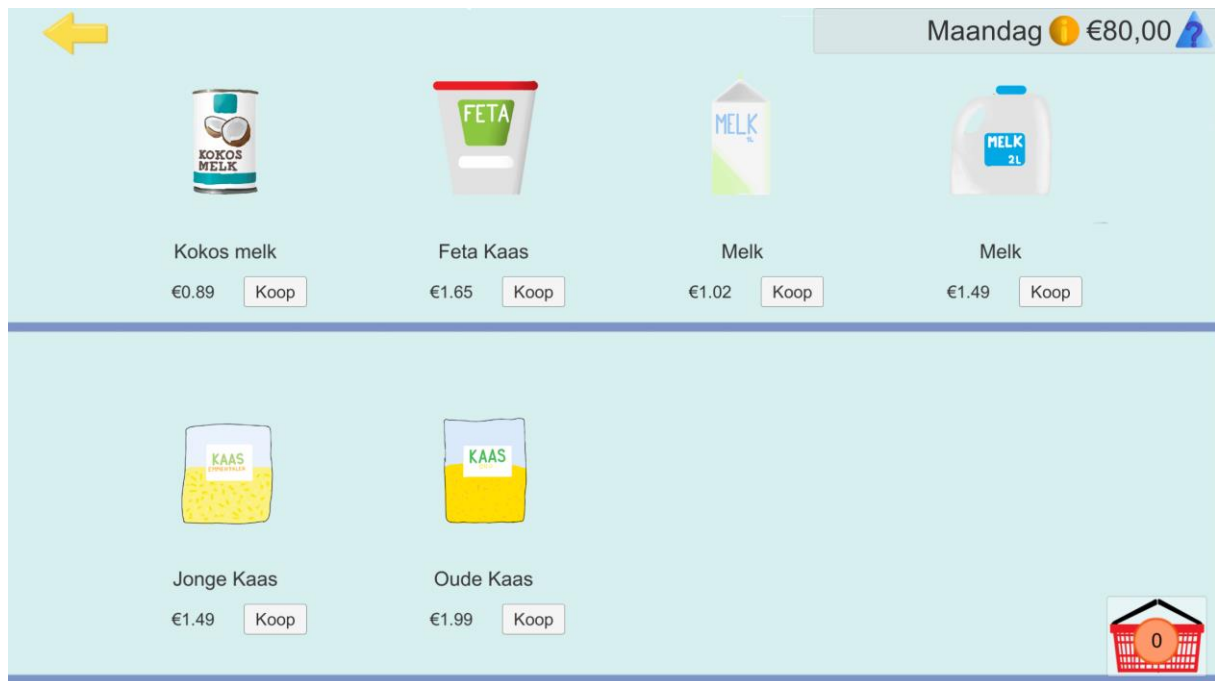 Maandag i €80,00 ?
KOKOS
MELK
FETA
MELK
MELK
2L
Kokos melk
Feta Kaas
Melk
Melk
€0.89 Koop
€1.65 Koop
€1.02 Koop
€1.49 Koop
KAAS
EMMENTALER
KAAS
Jonge Kaas
Oude Kaas
€1.49 Koop
€1.99 Koop
0